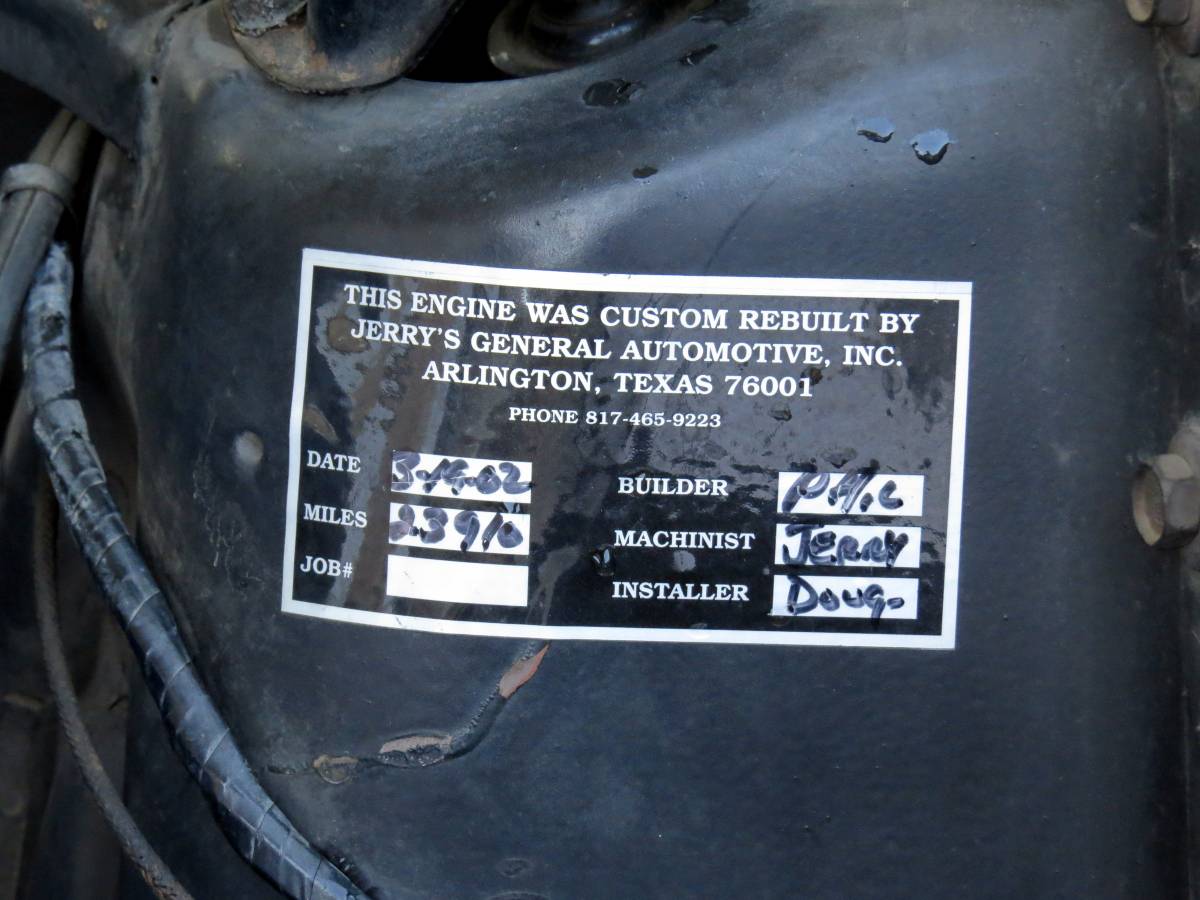 THIS ENGINE WAS CUSTOM REBUILT BY
JERRY'S GENERAL AUTOMOTIVE, INC.
ARLINGTON, TEXAS 76001
PHONE 817-465-9223
DATE
MILES
JOB#
BUILDER
MACHINIST JERRY
INSTALLER DOUG-